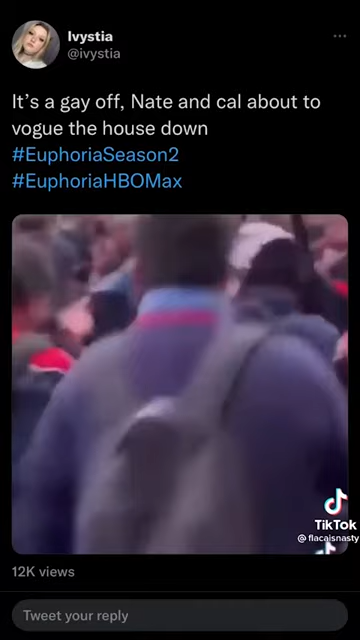 Ivystia
@ivystia
It's a gay off, Nate and cal about to
vogue the house down
#EuphoriaSeason2
#EuphoriaHBOMax
TikTok
@ flacaisnasty
12K views
Tweet your reply